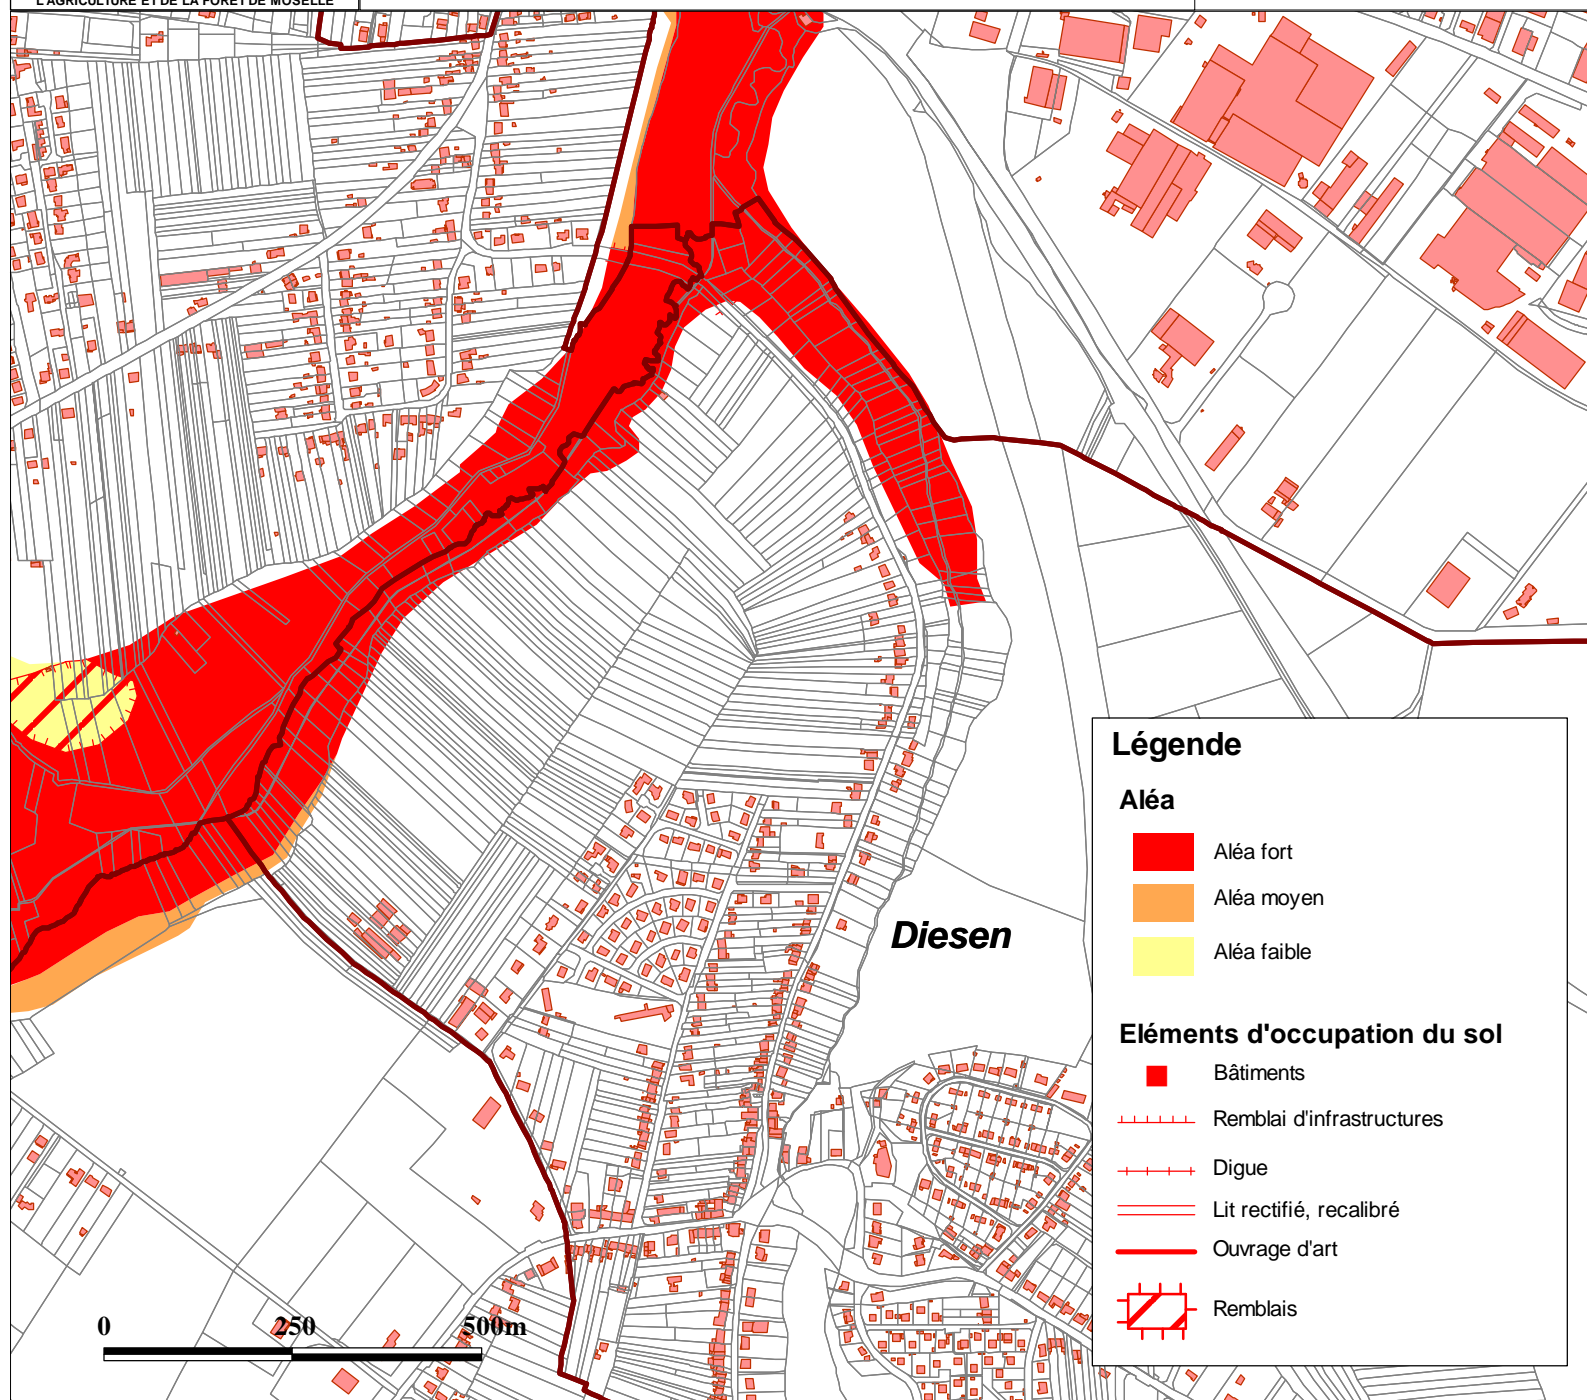 L'AGRICULTURE ET DE LA FORET DE MOSELLE
Diesen
Légende
Aléa
Aléa fort
Aléa moyen
Aléa faible
Eléments d'occupation du sol
Bâtiments
Remblai d'infrastructures
Digue
Lit rectifié, recalibré
Ouvrage d'art
Remblais
0 250 500m